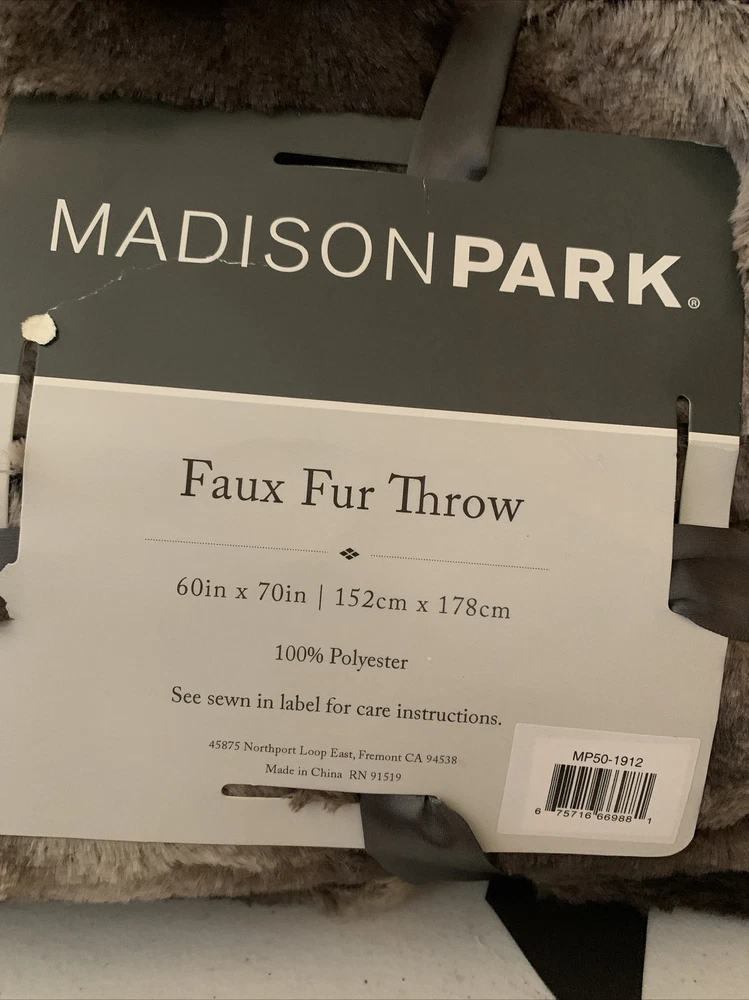 MADISONPARK®
Faux Fur Throw
60in x 70in | 152cm x 178cm
100% Polyester
See sewn in label for care instructions.
45875 Northport Loop East, Fremont CA 94538
Made in China RN 91519
MP50-1912
6 75716 66988 1